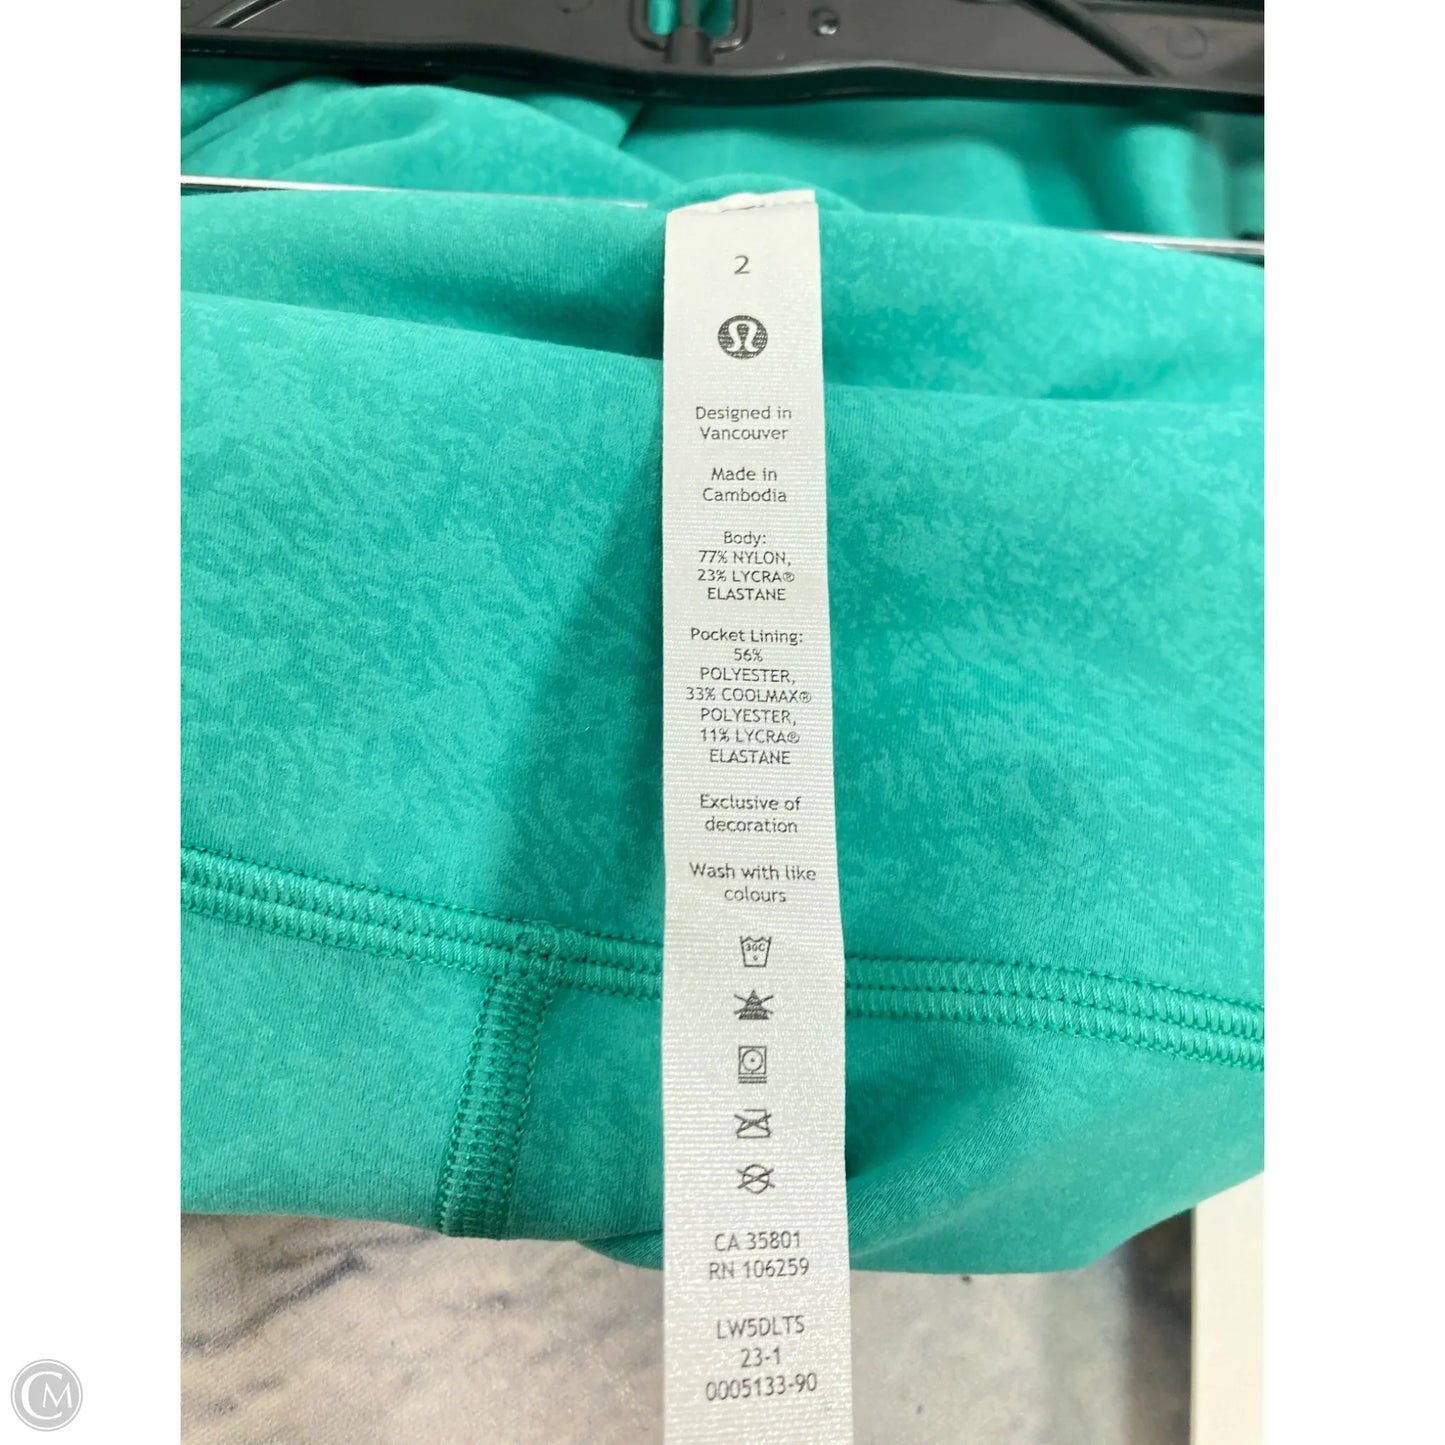 2
Designed in
Vancouver
Made in
Cambodia
Body:
77% NYLON,
23% LYCRA®
ELASTANE
Pocket Lining:
56%
POLYESTER,
33% COOLMAX®
POLYESTER,
11% LYCRA®
ELASTANE
Exclusive of
decoration
Wash with like
colours
30C
CA 35801
RN 106259
LW5DLTS
23-1
0005133-90
CM